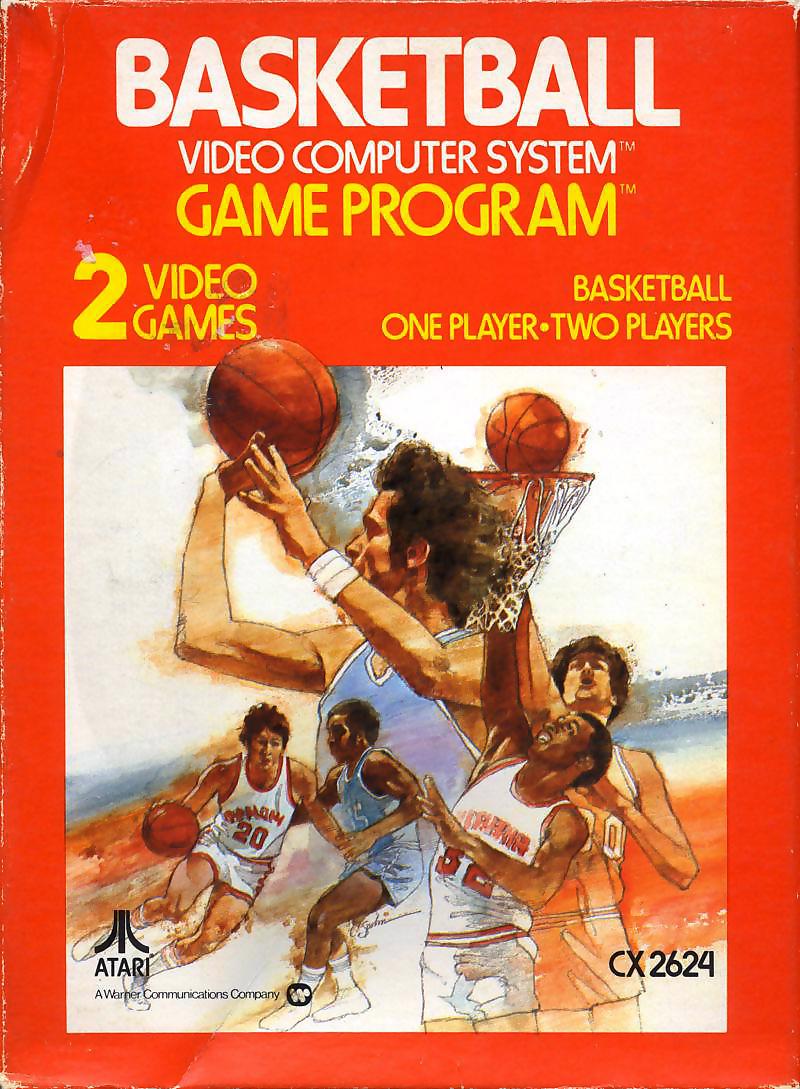 BASKETBALL
VIDEO COMPUTER SYSTEM™
GAME PROGRAM™
2 VIDEO GAMES
BASKETBALL
ONE PLAYER•TWO PLAYERS
20
32
ATARI
CX 2624
A Warner Communications Company